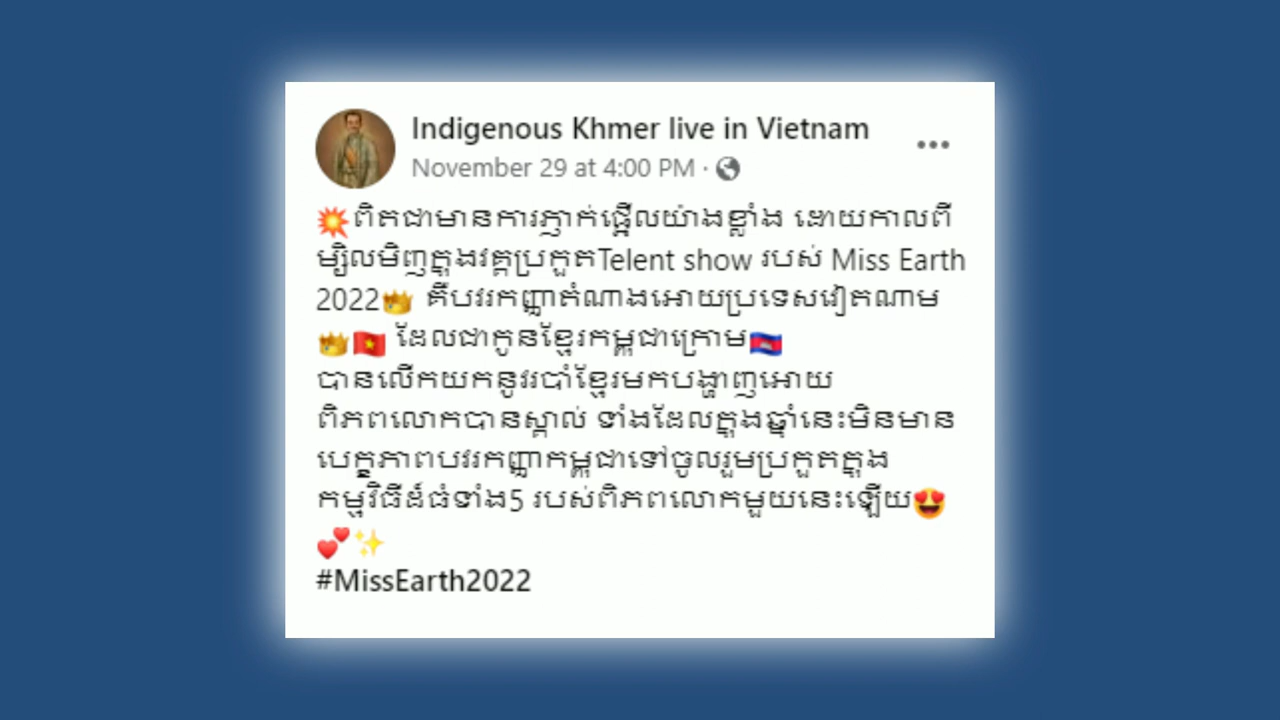 Indigenous Khmer live in Vietnam
November 29 at 4:00 PM ·
💥ពិតជាមានការភ្ញាក់ផ្អើលយ៉ាងខ្លាំង ដោយកាលពី
ម្សិលមិញក្នុងវគ្គប្រកួតTelent show របស់ Miss Earth
2022👑 គឺបវរកញ្ញាតំណាងអោយប្រទេសវៀតណាម
👑🇻🇳 ដែលជាកូនខ្មែរកម្ពុជាក្រោម🇰🇭
បានលើកយកនូវរបាំខ្មែរមកបង្ហាញអោយ
ពិភពលោកបានស្គាល់ ទាំងដែលក្នុងឆ្នាំនេះមិនមាន
បេក្ខភាពបវរកញ្ញាកម្ពុជាទៅចូលរួមប្រកួតក្នុង
កម្មវិធីដ៍ធំទាំង5 របស់ពិភពលោកមួយនេះឡើយ😍
💕✨
#MissEarth2022